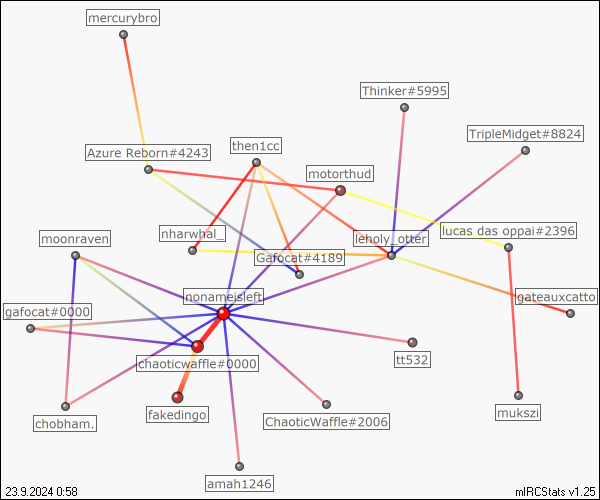 mercurybro
Thinker#5995
TripleMidget#8824
then1cc
Azure Reborn#4243
motorthud
lucas das oppai#2396
nharwhal_
leholy_otter
moonraven
Gafocat#4189
nonameisleft
gateauxcatto
gafocat#0000
chaoticwaffle#0000
tt532
fakedingo
mukszi
chobham.
ChaoticWaffle#2006
amah1246
23.9.2024 0:58
mIRCStats v1.25